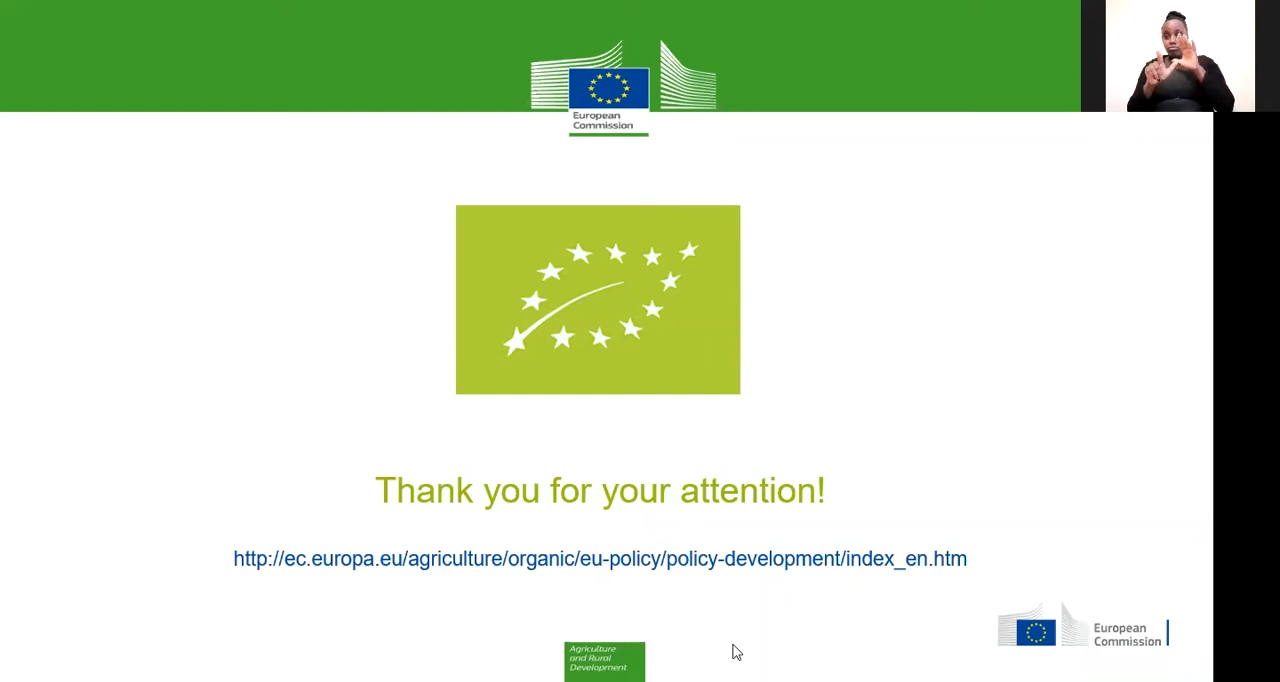 European
Commission
Thank you for your attention!
http://ec.europa.eu/agriculture/organic/eu-policy/policy-development/index_en.htm
European
Commission
Agriculture
and Rural
Development